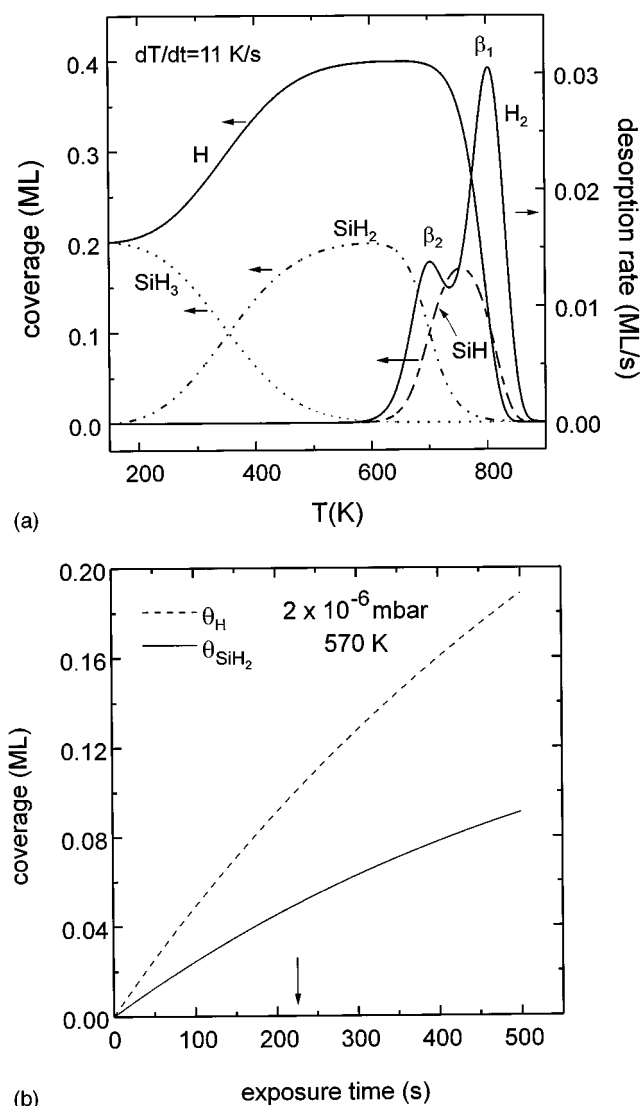 dT/dt=11 K/s
β₁
H₂
H
SiH₂
β₂
SiH₃
SiH
coverage (ML)
0.4
0.3
0.2
0.1
0.0
desorption rate (ML/s)
0.03
0.02
0.01
0.00
200 400 600 800
T(K)
(a)
θ_H
θ_SiH₂
2 x 10⁻⁶ mbar
570 K
coverage (ML)
0.20
0.16
0.12
0.08
0.04
0.00
0 100 200 300 400 500
exposure time (s)
(b)